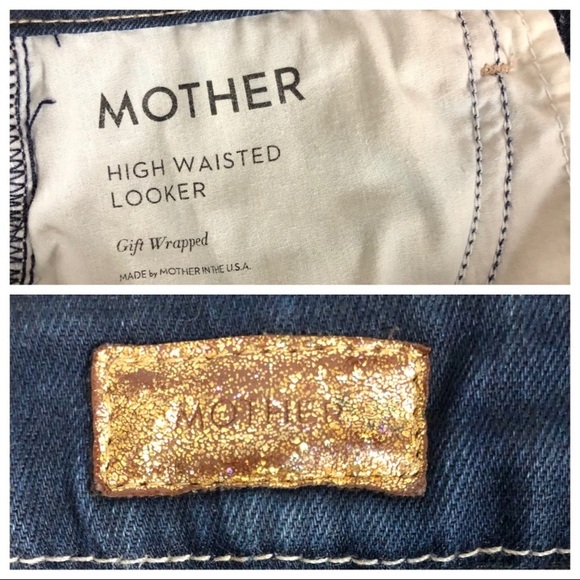 MOTHER
HIGH WAISTED
LOOKER
Gift Wrapped
MADE by MOTHER IN THE U.S.A.
MOTHER